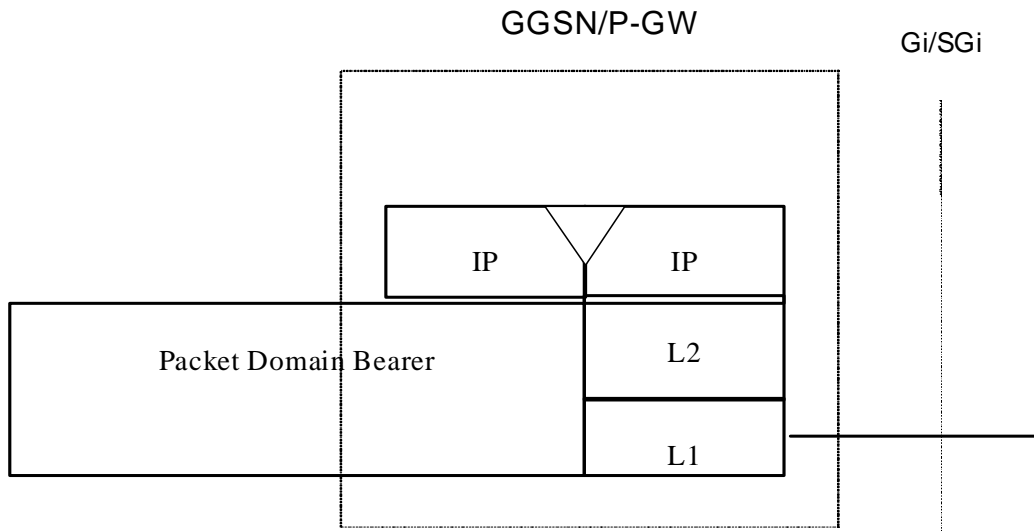 GGSN/P-GW
Gi/SGi
IP
IP
Packet Domain Bearer
L2
L1